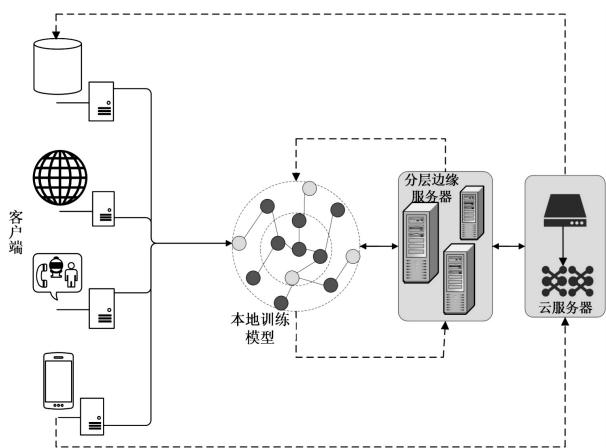 客户端
本地训练
模型
分层边缘
服务器
云服务器